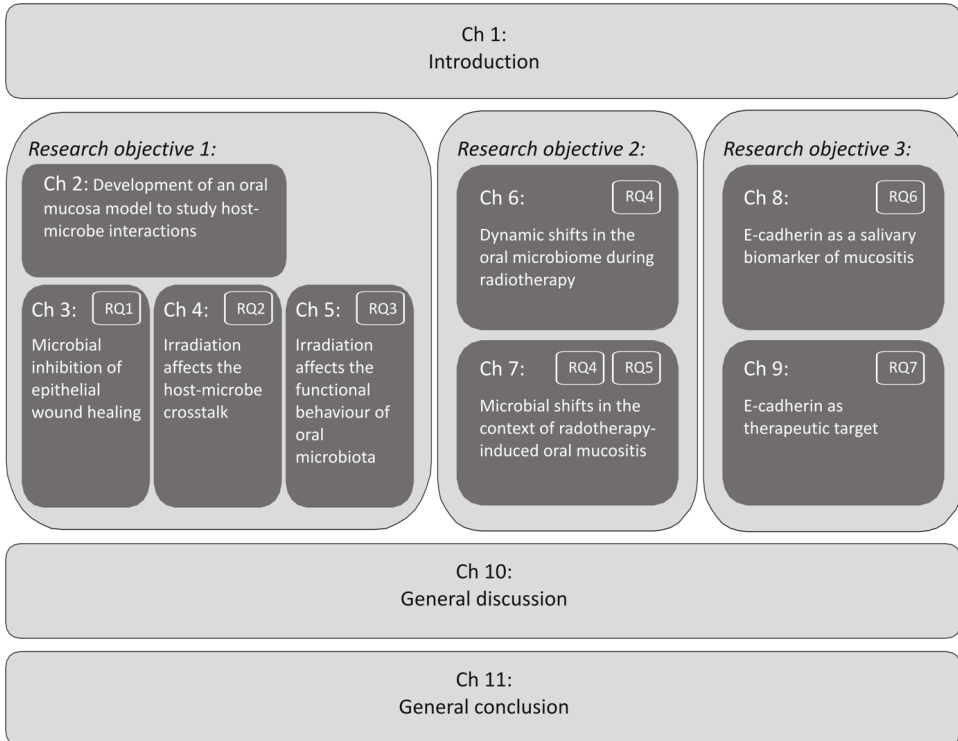 Ch 1:
Introduction
Research objective 1:
Ch 2: Development of an oral
mucosa model to study host-
microbe interactions
Ch 3:
RQ1
Microbial
inhibition of
epithelial
wound healing
Ch 4:
RQ2
Irradiation
affects the
host-microbe
crosstalk
Ch 5:
RQ3
Irradiation
affects the
functional
behaviour of
oral
microbiota
Research objective 2:
Ch 6:
RQ4
Dynamic shifts in the
oral microbiome during
radiotherapy
Ch 7:
RQ4
RQ5
Microbial shifts in the
context of radotherapy-
induced oral mucositis
Research objective 3:
Ch 8:
RQ6
E-cadherin as a salivary
biomarker of mucositis
Ch 9:
RQ7
E-cadherin as
therapeutic target
Ch 10:
General discussion
Ch 11:
General conclusion